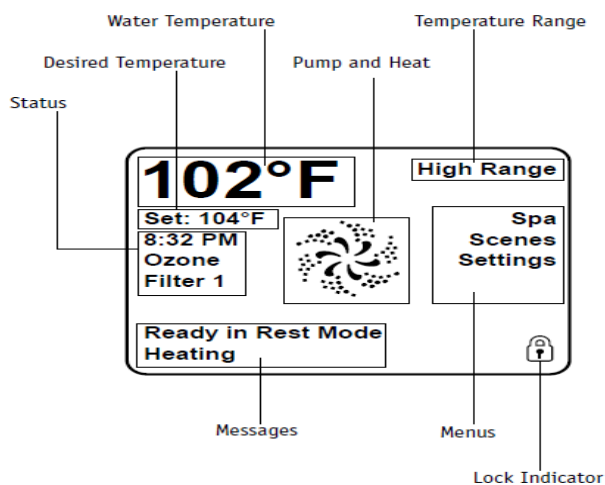 Water Temperature
Temperature Range
Desired Temperature
Pump and Heat
Status
102°F
High Range
Set: 104°F
8:32 PM
Ozone
Filter 1
Spa
Scenes
Settings
Ready in Rest Mode
Heating
Messages
Menus
Lock Indicator